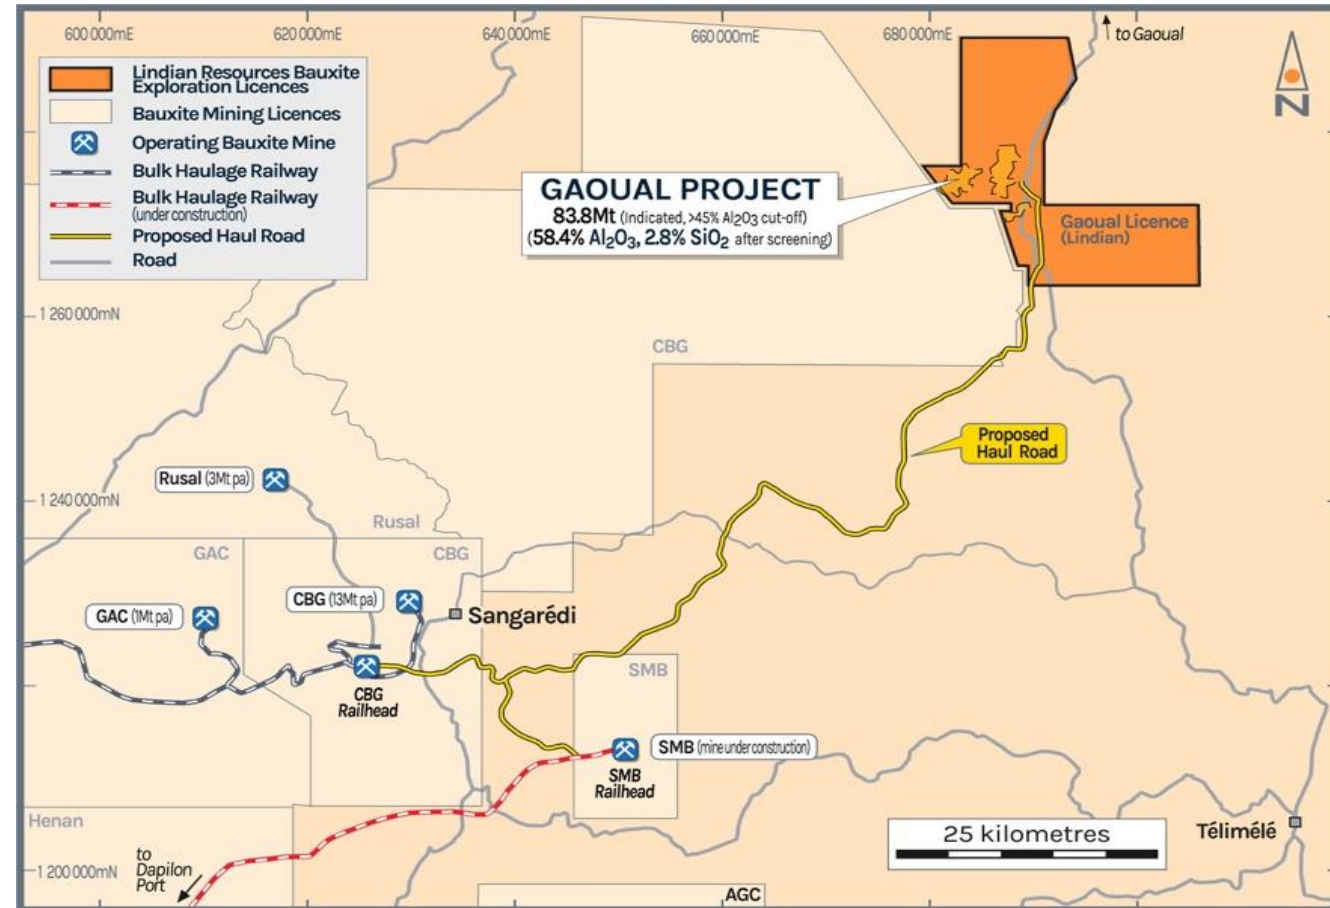 600 000mE
620 000mE
640 000mE
660 000mE
680 000mE
to Gaoual
N
Lindian Resources Bauxite
Exploration Licences
Bauxite Mining Licences
Operating Bauxite Mine
Bulk Haulage Railway
Bulk Haulage Railway
(under construction)
Proposed Haul Road
Road
GAOUAL PROJECT
83.8Mt (Indicated, >45% Al2O3 cut-off)
(58.4% Al2O3, 2.8% SiO2 after screening)
Gaoual Licence
(Lindian)
1 260 000mN
CBG
Proposed
Haul Road
Rusal (3Mt pa)
1 240 000mN
Rusal
GAC
CBG
CBG (13Mt pa)
GAC (1Mt pa)
Sangarédi
SMB
CBG
Railhead
SMB (mine under construction)
SMB
Railhead
Henan
25 kilometres
Télimélé
to
Dapilon
Port
1 200 000mN
AGC